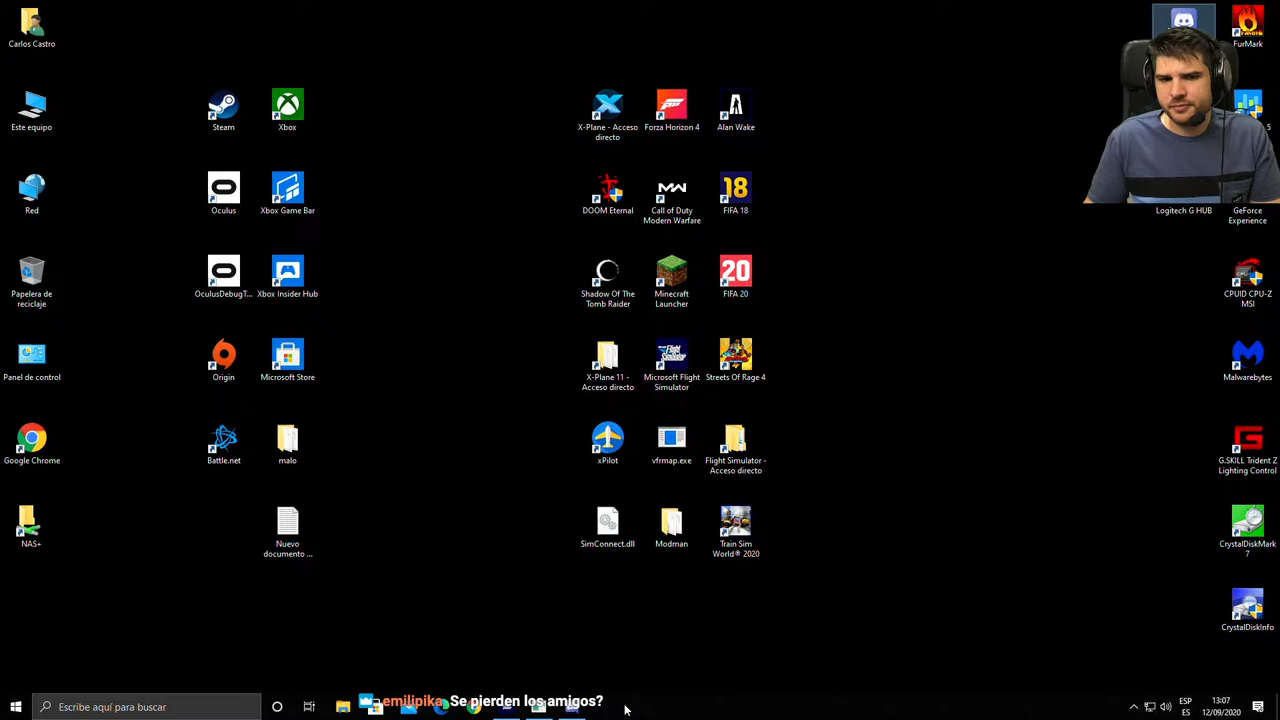 Carlos Castro
FurMark
Este equipo
Steam
Xbox
X-Plane - Acceso
directo
Forza Horizon 4
Alan Wake
5
Red
Oculus
Xbox Game Bar
DOOM Eternal
Call of Duty
Modern Warfare
18
FIFA 18
Logitech G HUB
GeForce
Experience
Papelera de
reciclaje
OculusDebugT...
Xbox Insider Hub
Shadow Of The
Tomb Raider
Minecraft
Launcher
20
FIFA 20
CPUID CPU-Z
MSI
Panel de control
Origin
Microsoft Store
X-Plane 11 -
Acceso directo
Microsoft Flight
Simulator
Streets Of Rage 4
Malwarebytes
Google Chrome
Battle.net
malo
xPilot
vfrmap.exe
Flight Simulator -
Acceso directo
G.SKILL Trident Z
Lighting Control
NAS+
Nuevo
documento ...
SimConnect.dll
Modman
Train Sim
World® 2020
CrystalDiskMark
7
CrystalDiskInfo
Escribe aquí para buscar
emilipika Se pierden los amigos?
ESP
ES
13:07
12/09/2020